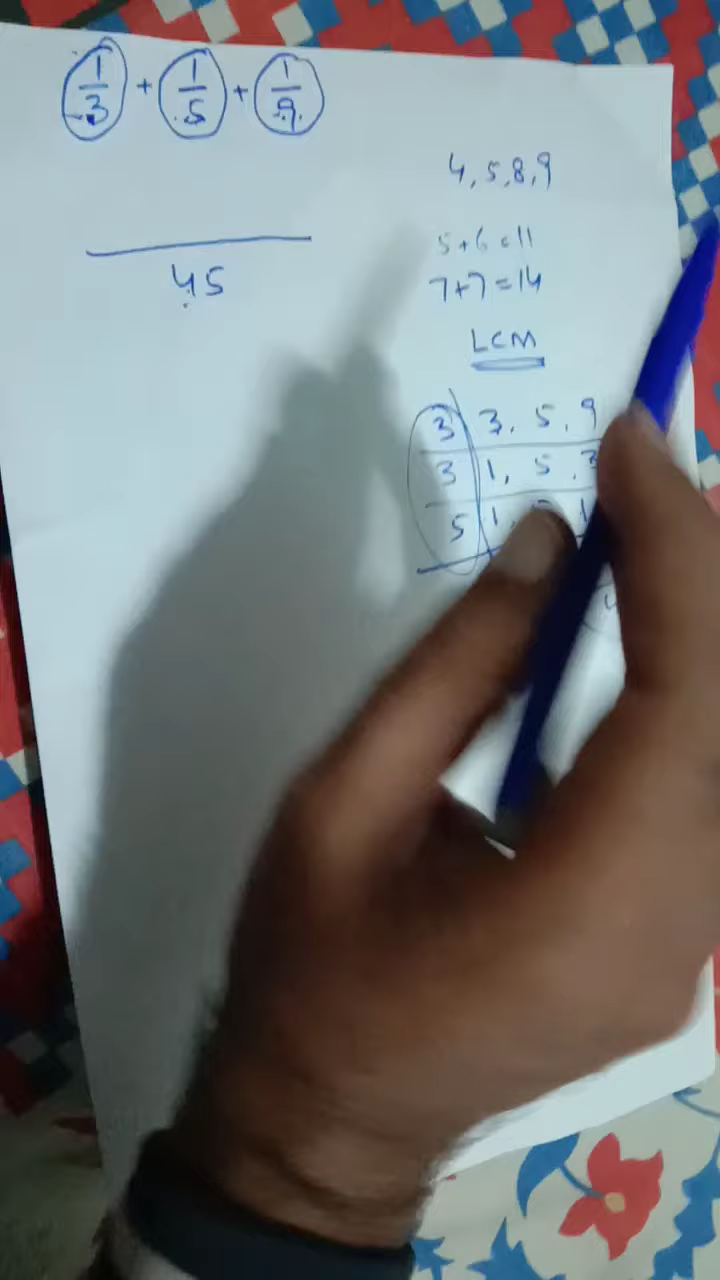 1/3 + 1/5 + 1/9
45
4, 5, 8, 9
5+6=11
7+7=14
LCM
3 3, 5, 9
3 1, 5, 3
5 1, 1